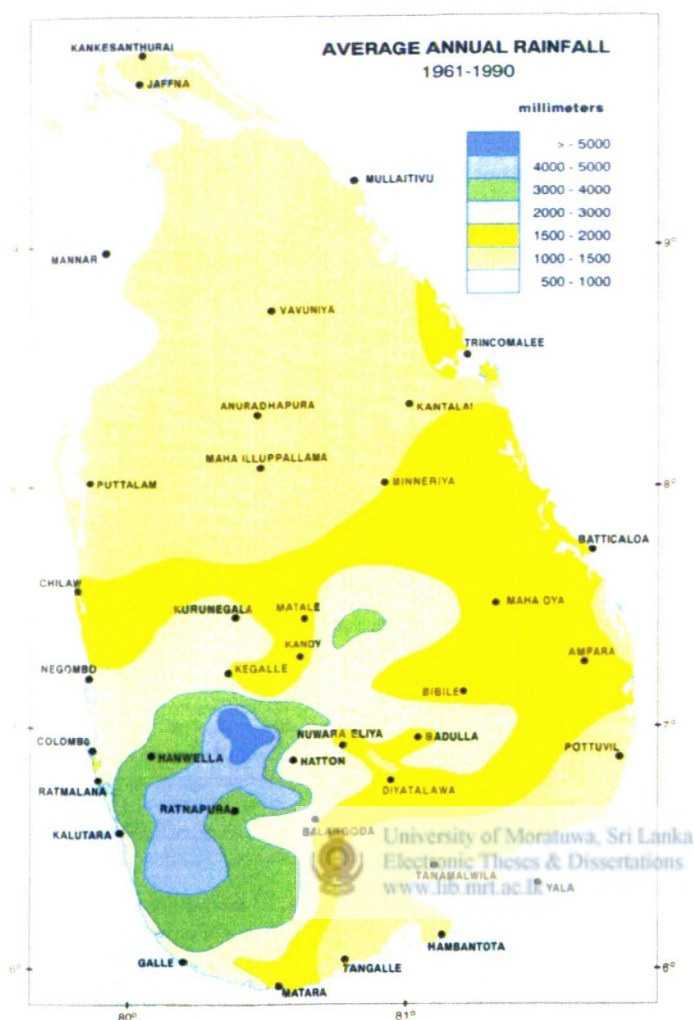 KANKESANTHURAI
AVERAGE ANNUAL RAINFALL
1961-1990
JAFFNA
millimeters
> - 5000
4000 - 5000
3000 - 4000
2000 - 3000
1500 - 2000
1000 - 1500
500 - 1000
MULLAITIVU
9°
MANNAR
VAVUNIYA
TRINCOMALEE
ANURADHAPURA
KANTALAI
MAHA ILLUPPALLAMA
PUTTALAM
MINNERIYA
8°
BATTICALOA
CHILAW
MAHA OYA
KURUNEGALA
MATALE
KANDY
AMPARA
NEGOMBO
KEGALLE
BIBILE
7°
COLOMBO
NUWARA ELIYA
BADULLA
POTTUVIL
HANWELLA
HATTON
RATMALANA
DIYATALAWA
RATNAPURA
KALUTARA
BALANGODA
University of Moratuwa, Sri Lanka
Electronic Theses & Dissertations
TANAMALWILA
www.lib.mrt.ac.lk
YALA
HAMBANTOTA
GALLE
TANGALLE
6°
6°
MATARA
80°
81°